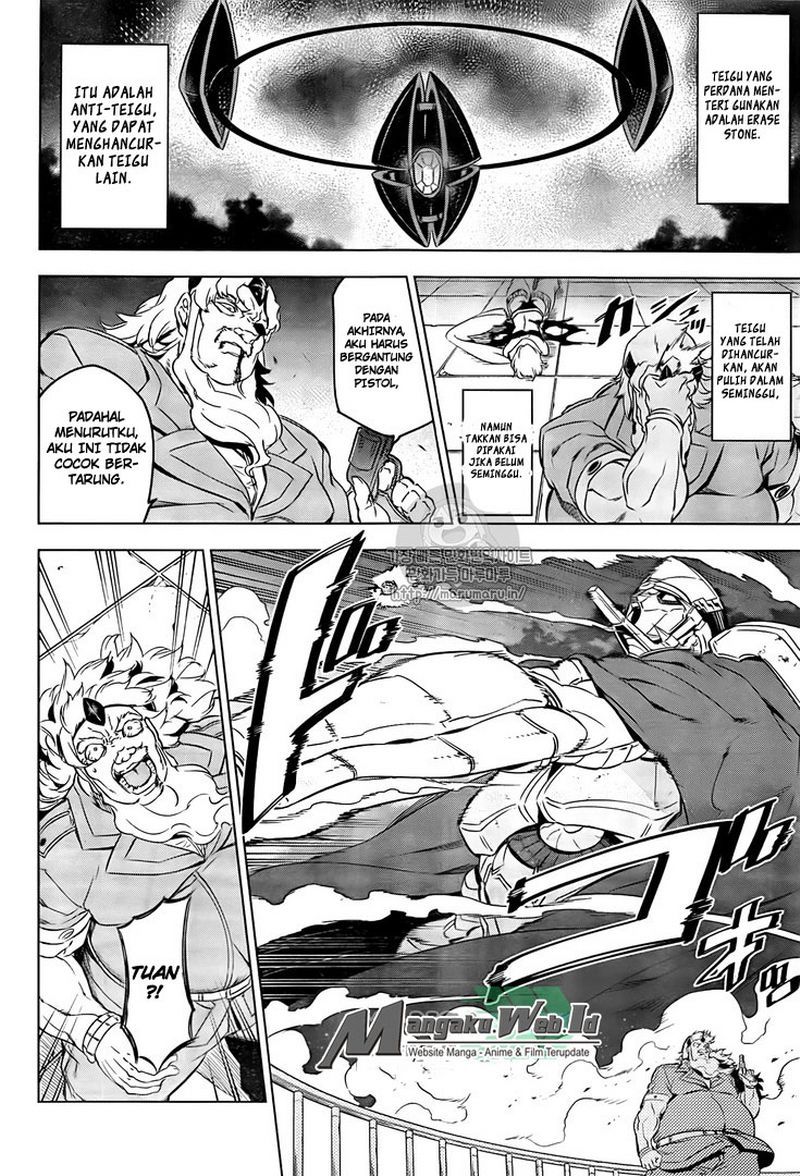 TEIGU YANG
PERDANA MEN-
TERI GUNAKAN
ADALAH ERASE
STONE.
ITU ADALAH
ANTI-TEIGU,
YANG DAPAT
MENGHANCUR-
KAN TEIGU
LAIN.
TEIGU
YANG TELAH
DIHANCUR-
KAN, AKAN
PULIH DALAM
SEMINGGU,
NAMUN
TAKKAN BISA
DIPAKAI
JIKA BELUM
SEMINGGU.
PADA
AKHIRNYA,
AKU HARUS
BERGANTUNG
DENGAN
PISTOL,
PADAHAL
MENURUTKU,
AKU INI TIDAK
COCOK BER-
TARUNG.
http://marumaru.in/
TUAN
?!
Mangaku.Web.Id
Website Manga - Anime & Film Terupdate